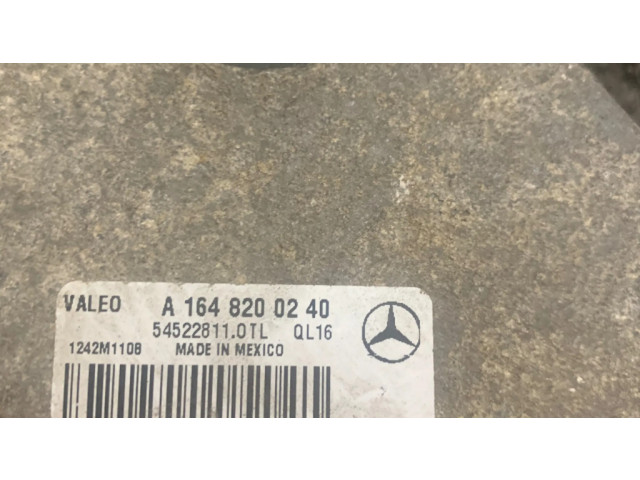 VALEO A 164 820 02 40
54522811.0TL QL16
1242M1108 MADE IN MEXICO